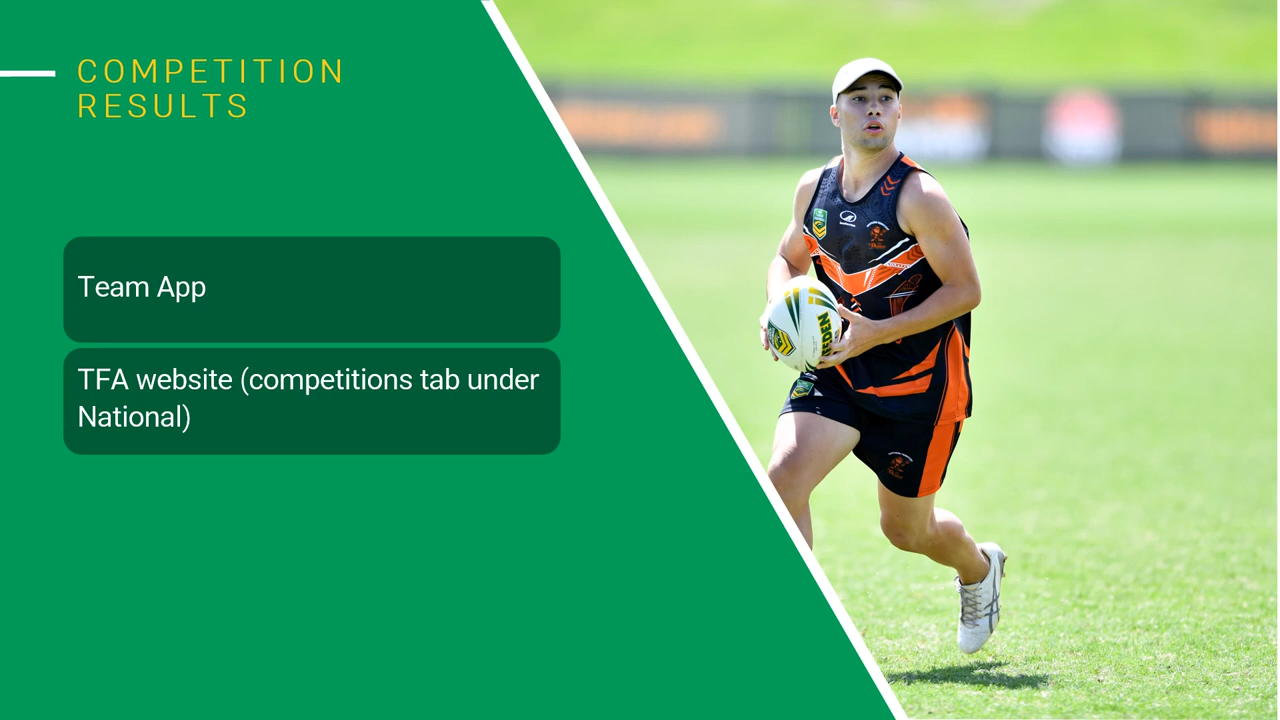 COMPETITION
RESULTS
Team App
TFA website (competitions tab under
National)